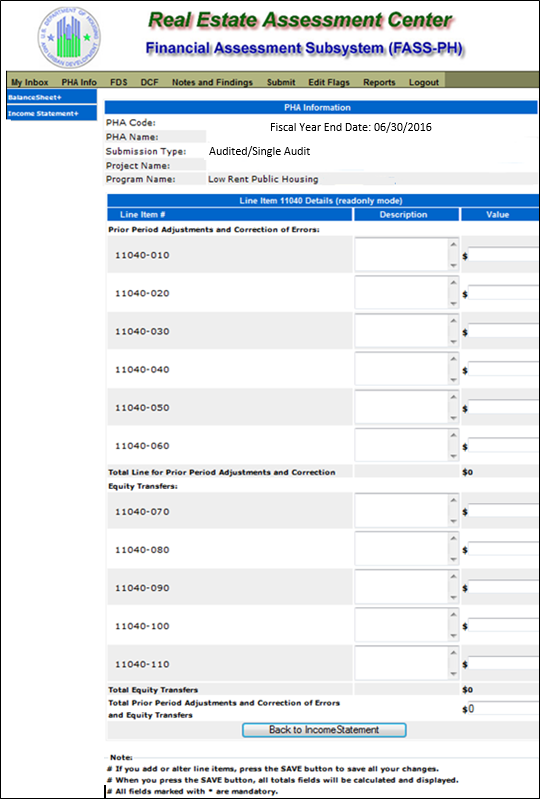 U.S. DEPARTMENT OF HOUSING AND URBAN DEVELOPMENT
Real Estate Assessment Center
Financial Assessment Subsystem (FASS-PH)
My Inbox PHA Info FDS DCF Notes and Findings Submit Edit Flags Reports Logout
BalanceSheet+
Income Statement+
PHA Information
PHA Code:
Fiscal Year End Date: 06/30/2016
PHA Name:
Submission Type: Audited/Single Audit
Project Name:
Program Name: Low Rent Public Housing
Line Item 11040 Details (readonly mode)
Line Item # Description Value
Prior Period Adjustments and Correction of Errors:
11040-010 $
11040-020 $
11040-030 $
11040-040 $
11040-050 $
11040-060 $
Total Line for Prior Period Adjustments and Correction $0
Equity Transfers:
11040-070 $
11040-080 $
11040-090 $
11040-100 $
11040-110 $
Total Equity Transfers $0
Total Prior Period Adjustments and Correction of Errors
and Equity Transfers $0
Back to IncomeStatement
Note:
# If you add or alter line items, press the SAVE button to save all your changes.
# When you press the SAVE button, all totals fields will be calculated and displayed.
# All fields marked with * are mandatory.